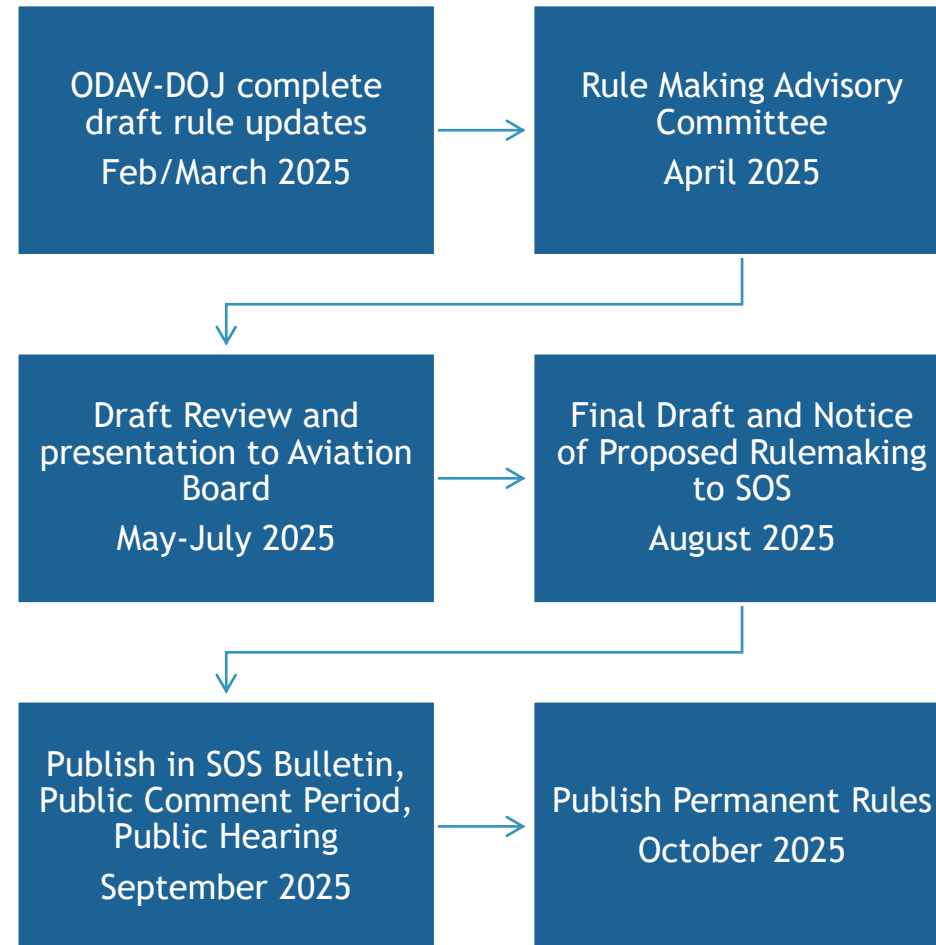 ODAV-DOJ complete
draft rule updates
Feb/March 2025
Rule Making Advisory
Committee
April 2025
Draft Review and
presentation to Aviation
Board
May-July 2025
Final Draft and Notice
of Proposed Rulemaking
to SOS
August 2025
Publish in SOS Bulletin,
Public Comment Period,
Public Hearing
September 2025
Publish Permanent Rules
October 2025